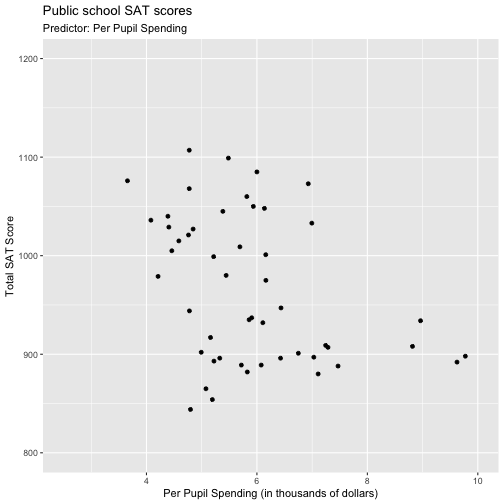 Public school SAT scores
Predictor: Per Pupil Spending
Total SAT Score
1200
1100
1000
900
800
4 6 8 10
Per Pupil Spending (in thousands of dollars)